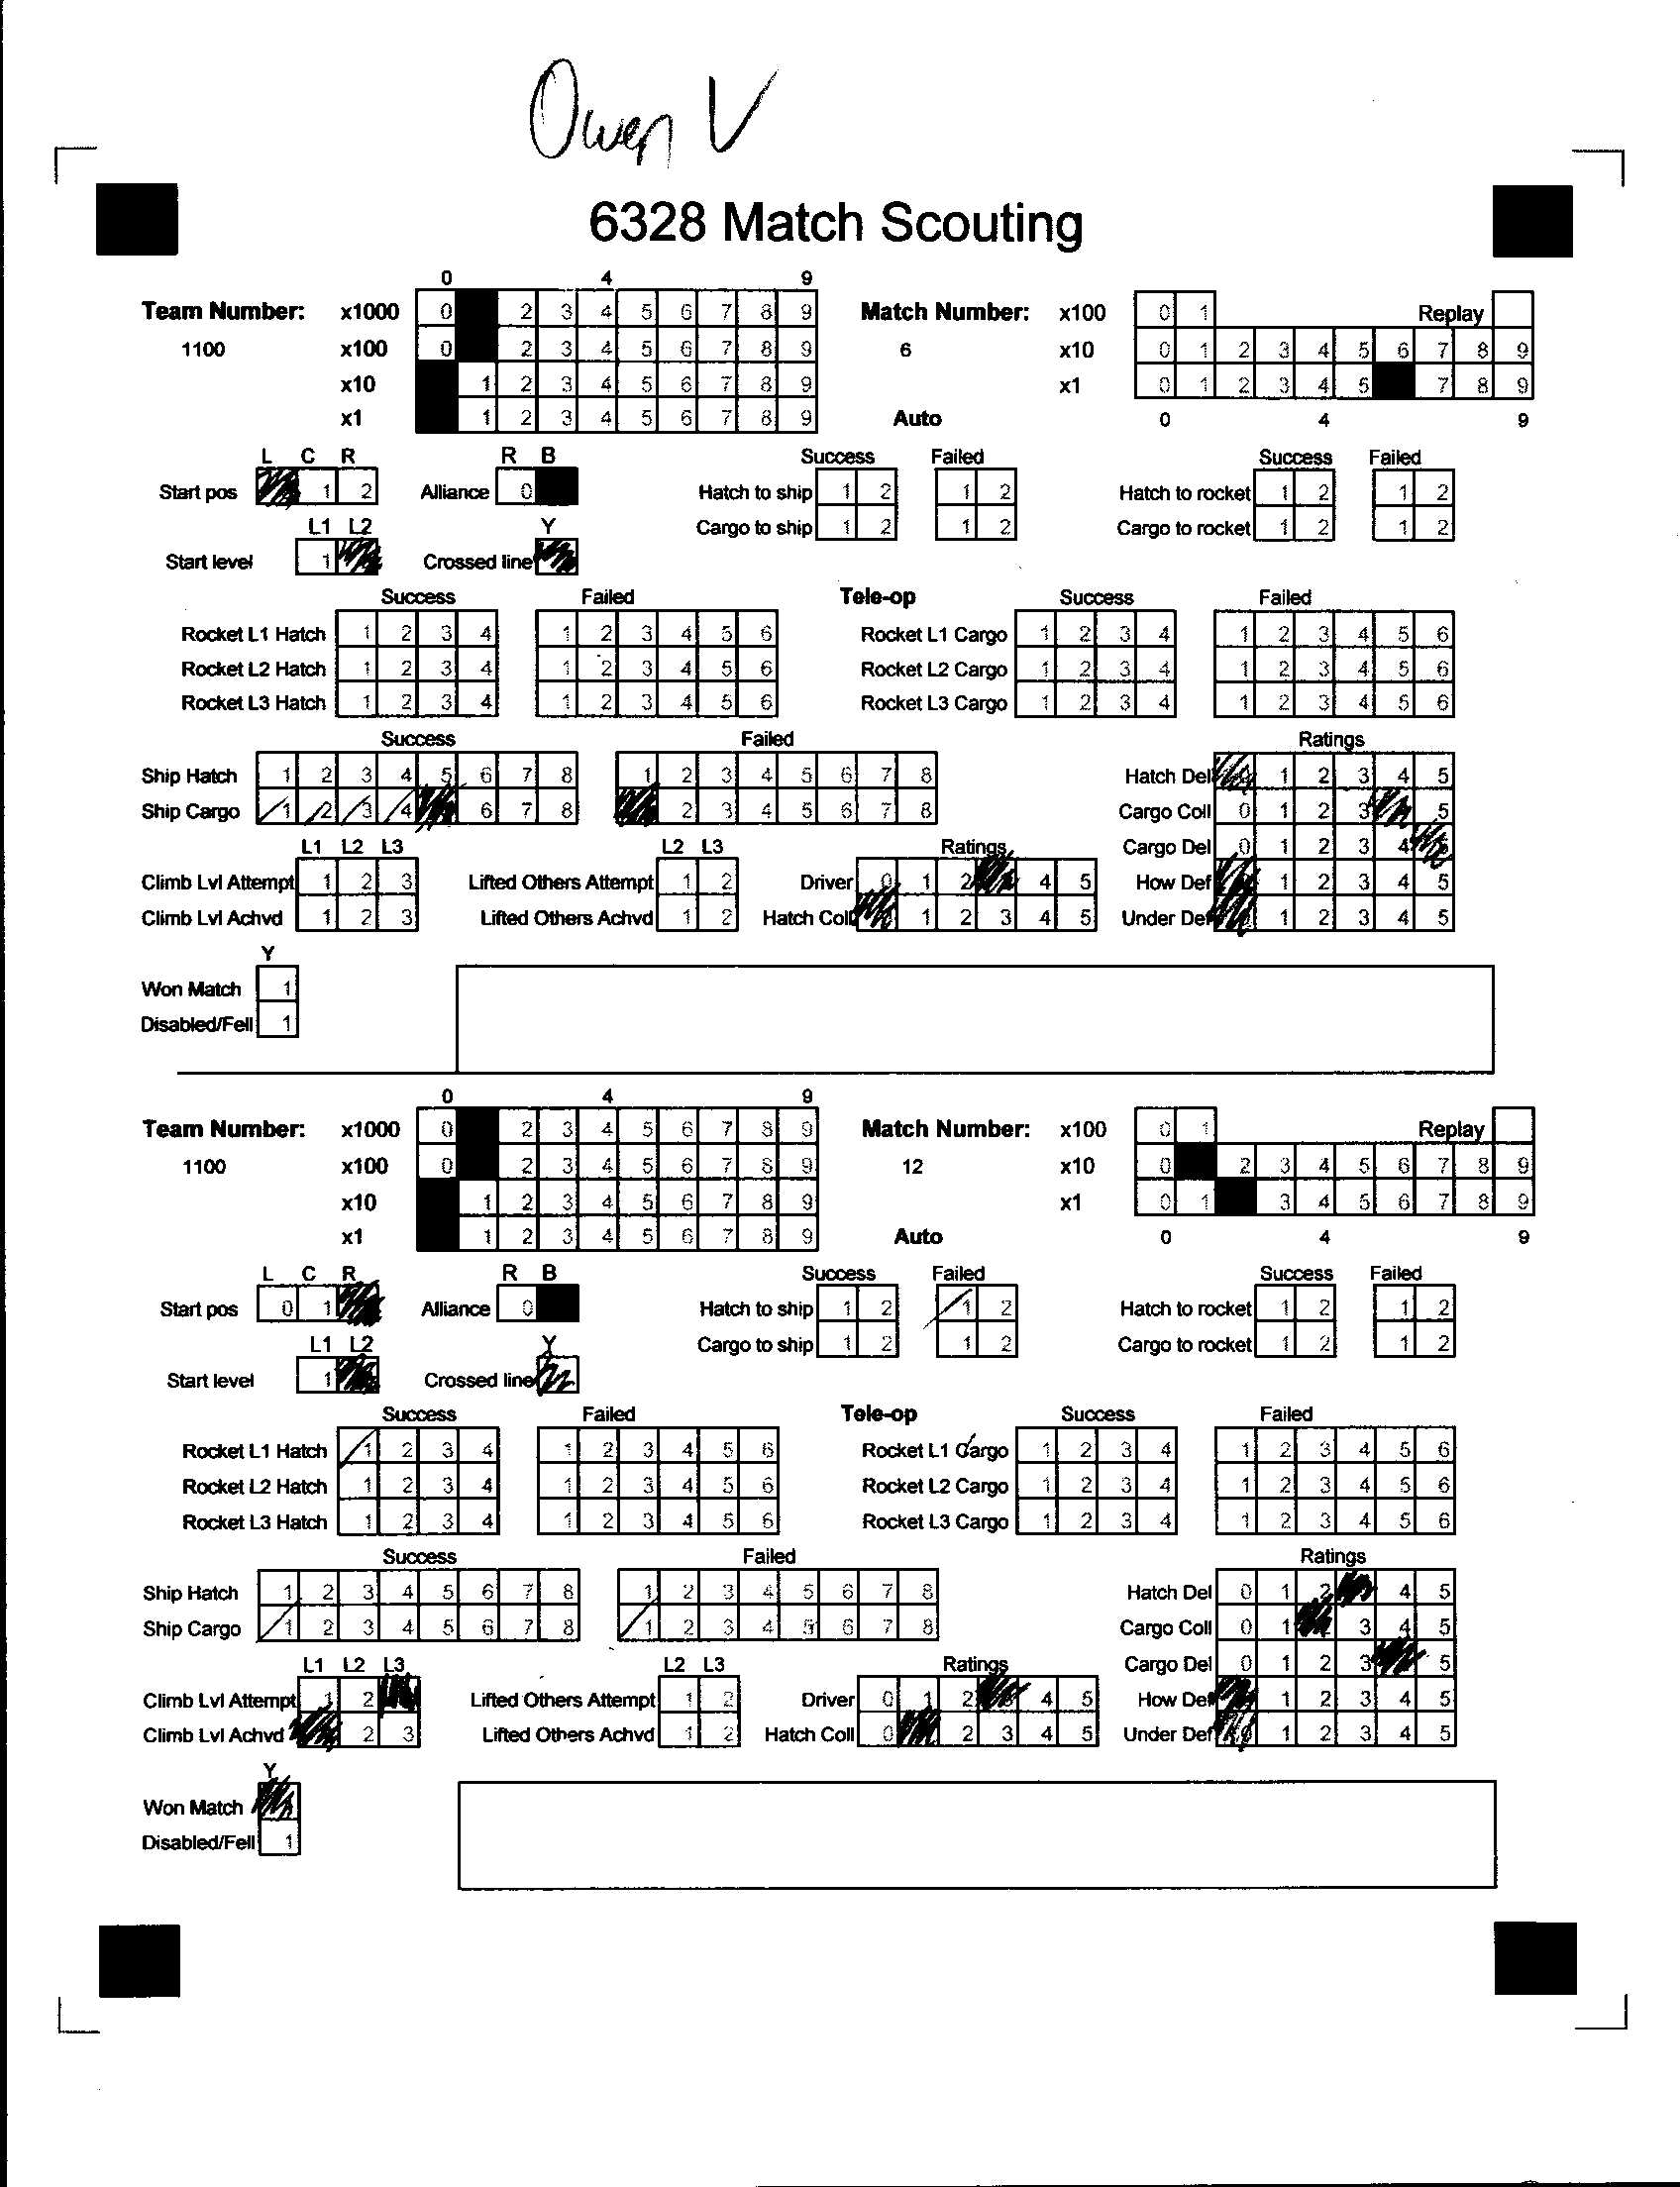 Owen V
6328 Match Scouting
0 4 9
Team Number: x1000 0 2 3 4 5 6 7 8 9 Match Number: x100 0 1 Replay
1100 x100 0 2 3 4 5 6 7 8 9 6 x10 0 1 2 3 4 5 6 7 8 9
x10 1 2 3 4 5 6 7 8 9 x1 0 1 2 3 4 5 7 8 9
x1 1 2 3 4 5 6 7 8 9 Auto 0 4 9
L C R R B Success Failed Success Failed
Start pos 1 2 Alliance 0 Hatch to ship 1 2 1 2 Hatch to rocket 1 2 1 2
L1 L2 Y Cargo to ship 1 2 1 2 Cargo to rocket 1 2 1 2
Start level 1 Crossed line
Success Failed Tele-op Success Failed
Rocket L1 Hatch 1 2 3 4 1 2 3 4 5 6 Rocket L1 Cargo 1 2 3 4 1 2 3 4 5 6
Rocket L2 Hatch 1 2 3 4 1 2 3 4 5 6 Rocket L2 Cargo 1 2 3 4 1 2 3 4 5 6
Rocket L3 Hatch 1 2 3 4 1 2 3 4 5 6 Rocket L3 Cargo 1 2 3 4 1 2 3 4 5 6
Success Failed Ratings
Ship Hatch 1 2 3 4 5 6 7 8 1 2 3 4 5 6 7 8 Hatch Del 1 2 3 4 5
Ship Cargo 1 2 3 4 6 7 8 2 3 4 5 6 7 8 Cargo Coll 0 1 2 3 5
L1 L2 L3 L2 L3 Ratings Cargo Del 0 1 2 3 4
Climb Lvl Attempt 1 2 3 Lifted Others Attempt 1 2 Driver 0 1 2 4 5 How Def 1 2 3 4 5
Climb Lvl Achvd 1 2 3 Lifted Others Achvd 1 2 Hatch Coll 1 2 3 4 5 Under Def 1 2 3 4 5
Y
Won Match 1
Disabled/Fell 1
0 4 9
Team Number: x1000 0 2 3 4 5 6 7 8 9 Match Number: x100 0 1 Replay
1100 x100 0 2 3 4 5 6 7 8 9 12 x10 0 2 3 4 5 6 7 8 9
x10 1 2 3 4 5 6 7 8 9 x1 0 1 3 4 5 6 7 8 9
x1 1 2 3 4 5 6 7 8 9 Auto 0 4 9
L C R R B Success Failed Success Failed
Start pos 0 1 Alliance 0 Hatch to ship 1 2 1 2 Hatch to rocket 1 2 1 2
L1 L2 Y Cargo to ship 1 2 1 2 Cargo to rocket 1 2 1 2
Start level 1 Crossed line
Success Failed Tele-op Success Failed
Rocket L1 Hatch 1 2 3 4 1 2 3 4 5 6 Rocket L1 Cargo 1 2 3 4 1 2 3 4 5 6
Rocket L2 Hatch 1 2 3 4 1 2 3 4 5 6 Rocket L2 Cargo 1 2 3 4 1 2 3 4 5 6
Rocket L3 Hatch 1 2 3 4 1 2 3 4 5 6 Rocket L3 Cargo 1 2 3 4 1 2 3 4 5 6
Success Failed Ratings
Ship Hatch 1 2 3 4 5 6 7 8 1 2 3 4 5 6 7 8 Hatch Del 0 1 2 4 5
Ship Cargo 1 2 3 4 5 6 7 8 1 2 3 4 5 6 7 8 Cargo Coll 0 1 3 4 5
L1 L2 L3 L2 L3 Ratings Cargo Del 0 1 2 3 5
Climb Lvl Attempt 1 2 Lifted Others Attempt 1 2 Driver 0 1 2 4 5 How Def 1 2 3 4 5
Climb Lvl Achvd 2 3 Lifted Others Achvd 1 2 Hatch Coll 0 2 3 4 5 Under Def 1 2 3 4 5
Y
Won Match
Disabled/Fell 1